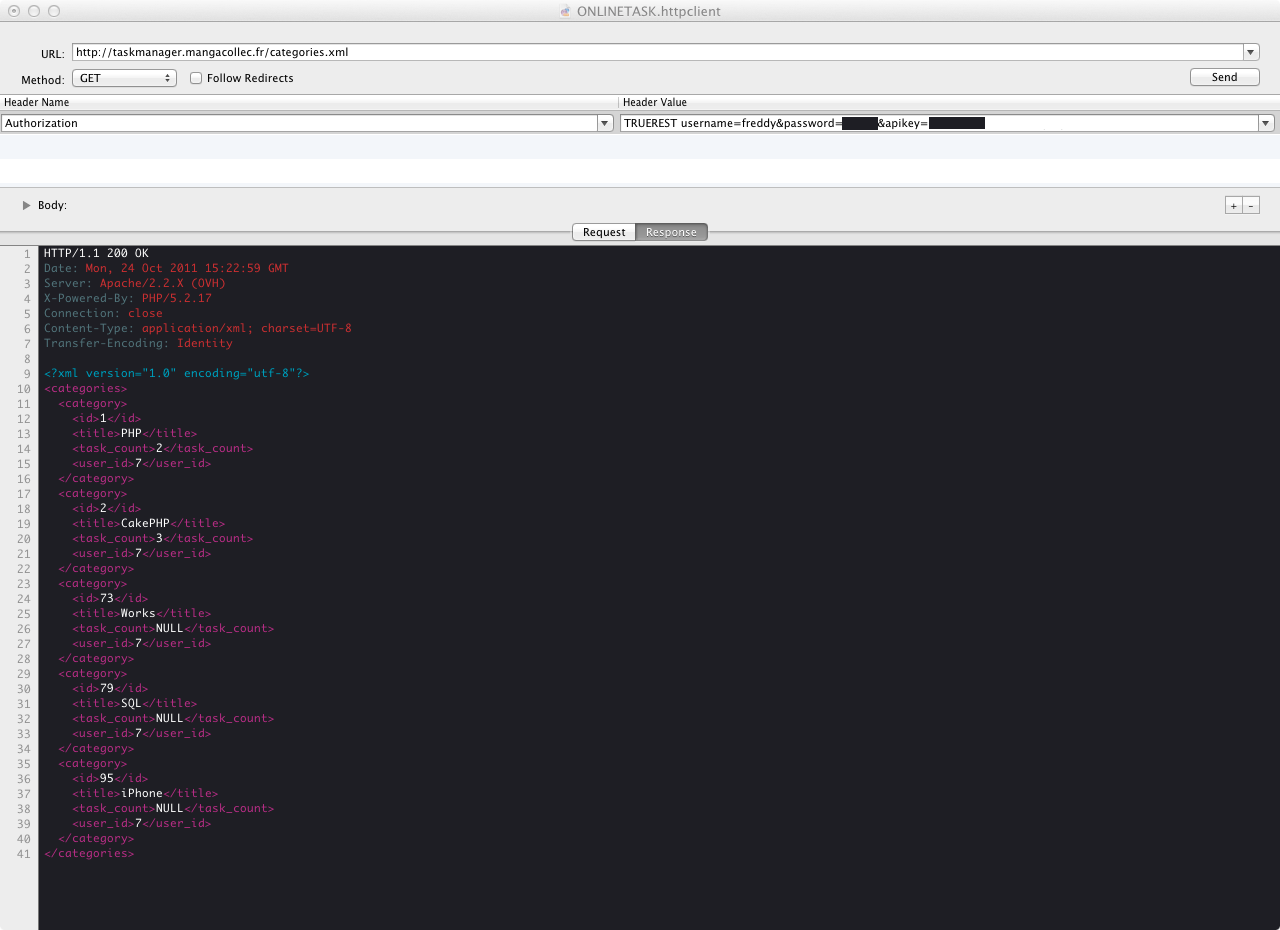 ONLINETASK.httpclient
URL: http://taskmanager.mangacollec.fr/categories.xml
Method: GET Follow Redirects Send
Header Name Header Value
Authorization TRUEREST username=freddy&password= &apikey=
Body: + -
Request Response
1 HTTP/1.1 200 OK
2 Date: Mon, 24 Oct 2011 15:22:59 GMT
3 Server: Apache/2.2.X (OVH)
4 X-Powered-By: PHP/5.2.17
5 Connection: close
6 Content-Type: application/xml; charset=UTF-8
7 Transfer-Encoding: Identity
8
9 <?xml version="1.0" encoding="utf-8"?>
10 <categories>
11 <category>
12 <id>1</id>
13 <title>PHP</title>
14 <task_count>2</task_count>
15 <user_id>7</user_id>
16 </category>
17 <category>
18 <id>2</id>
19 <title>CakePHP</title>
20 <task_count>3</task_count>
21 <user_id>7</user_id>
22 </category>
23 <category>
24 <id>73</id>
25 <title>Works</title>
26 <task_count>NULL</task_count>
27 <user_id>7</user_id>
28 </category>
29 <category>
30 <id>79</id>
31 <title>SQL</title>
32 <task_count>NULL</task_count>
33 <user_id>7</user_id>
34 </category>
35 <category>
36 <id>95</id>
37 <title>iPhone</title>
38 <task_count>NULL</task_count>
39 <user_id>7</user_id>
40 </category>
41 </categories>